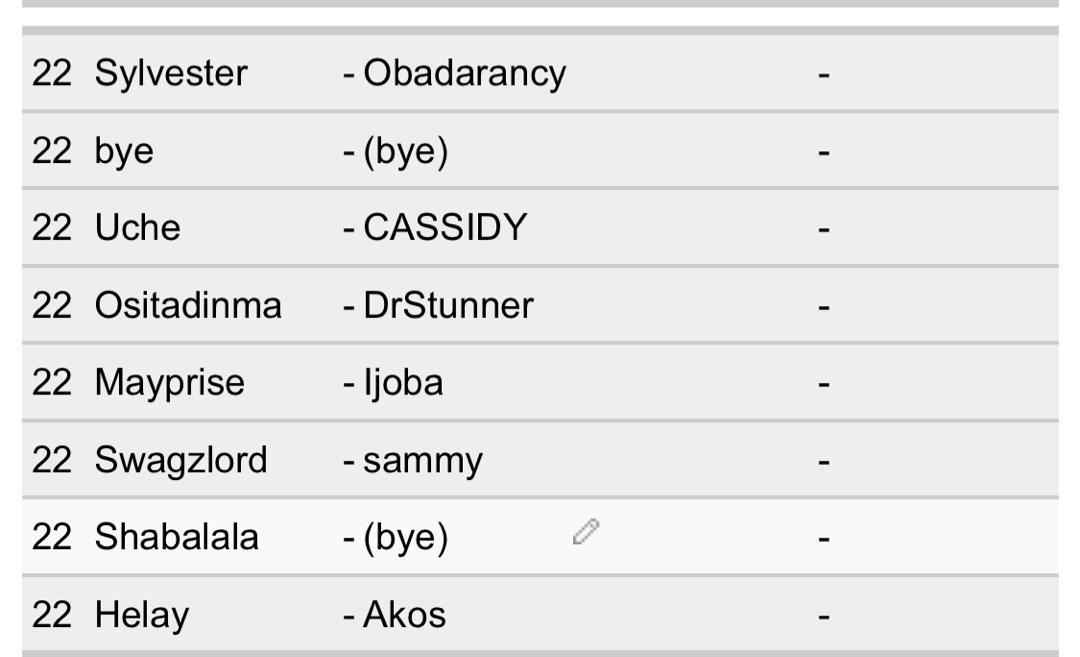 22 Sylvester - Obadarancy -
22 bye - (bye) -
22 Uche - CASSIDY -
22 Ositadinma - DrStunner -
22 Mayprise - Ijoba -
22 Swagzlord - sammy -
22 Shabalala - (bye) -
22 Helay - Akos -